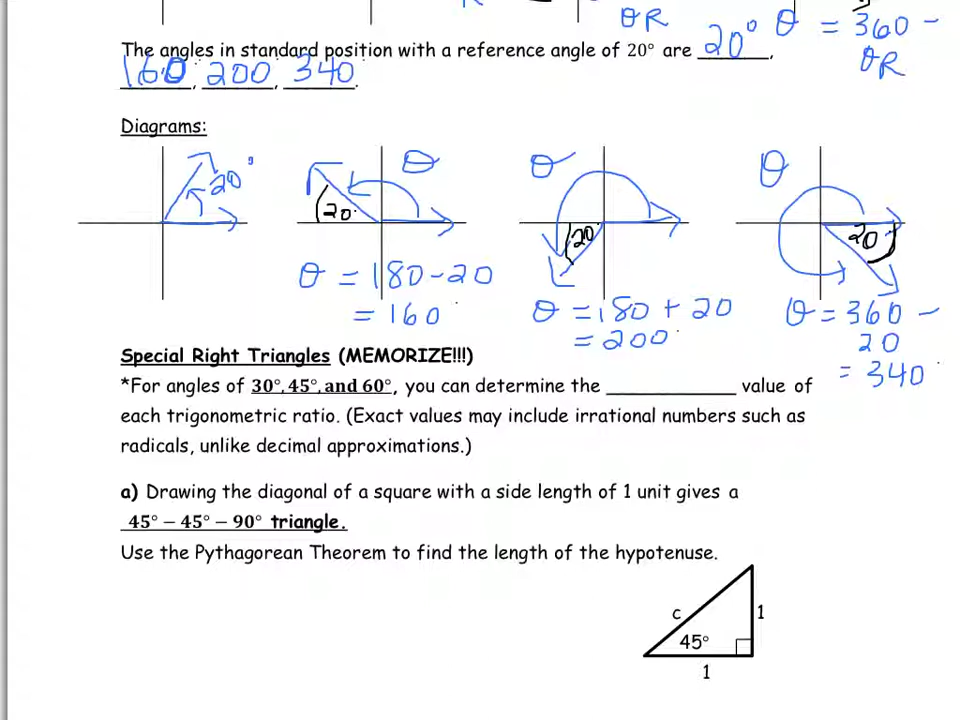 θR
θ = 360 -
θR
The angles in standard position with a reference angle of 20° are 20°,
160, 200, 340.
Diagrams:
20°
θ
20
θ = 180 - 20
= 160
θ
20
θ = 180 + 20
= 200
θ
20
θ = 360 -
20
= 340
Special Right Triangles (MEMORIZE!!!)
*For angles of 30°, 45°, and 60°, you can determine the ____________ value of
each trigonometric ratio. (Exact values may include irrational numbers such as
radicals, unlike decimal approximations.)
a) Drawing the diagonal of a square with a side length of 1 unit gives a
45° – 45° – 90° triangle.
Use the Pythagorean Theorem to find the length of the hypotenuse.
c
1
45°
1